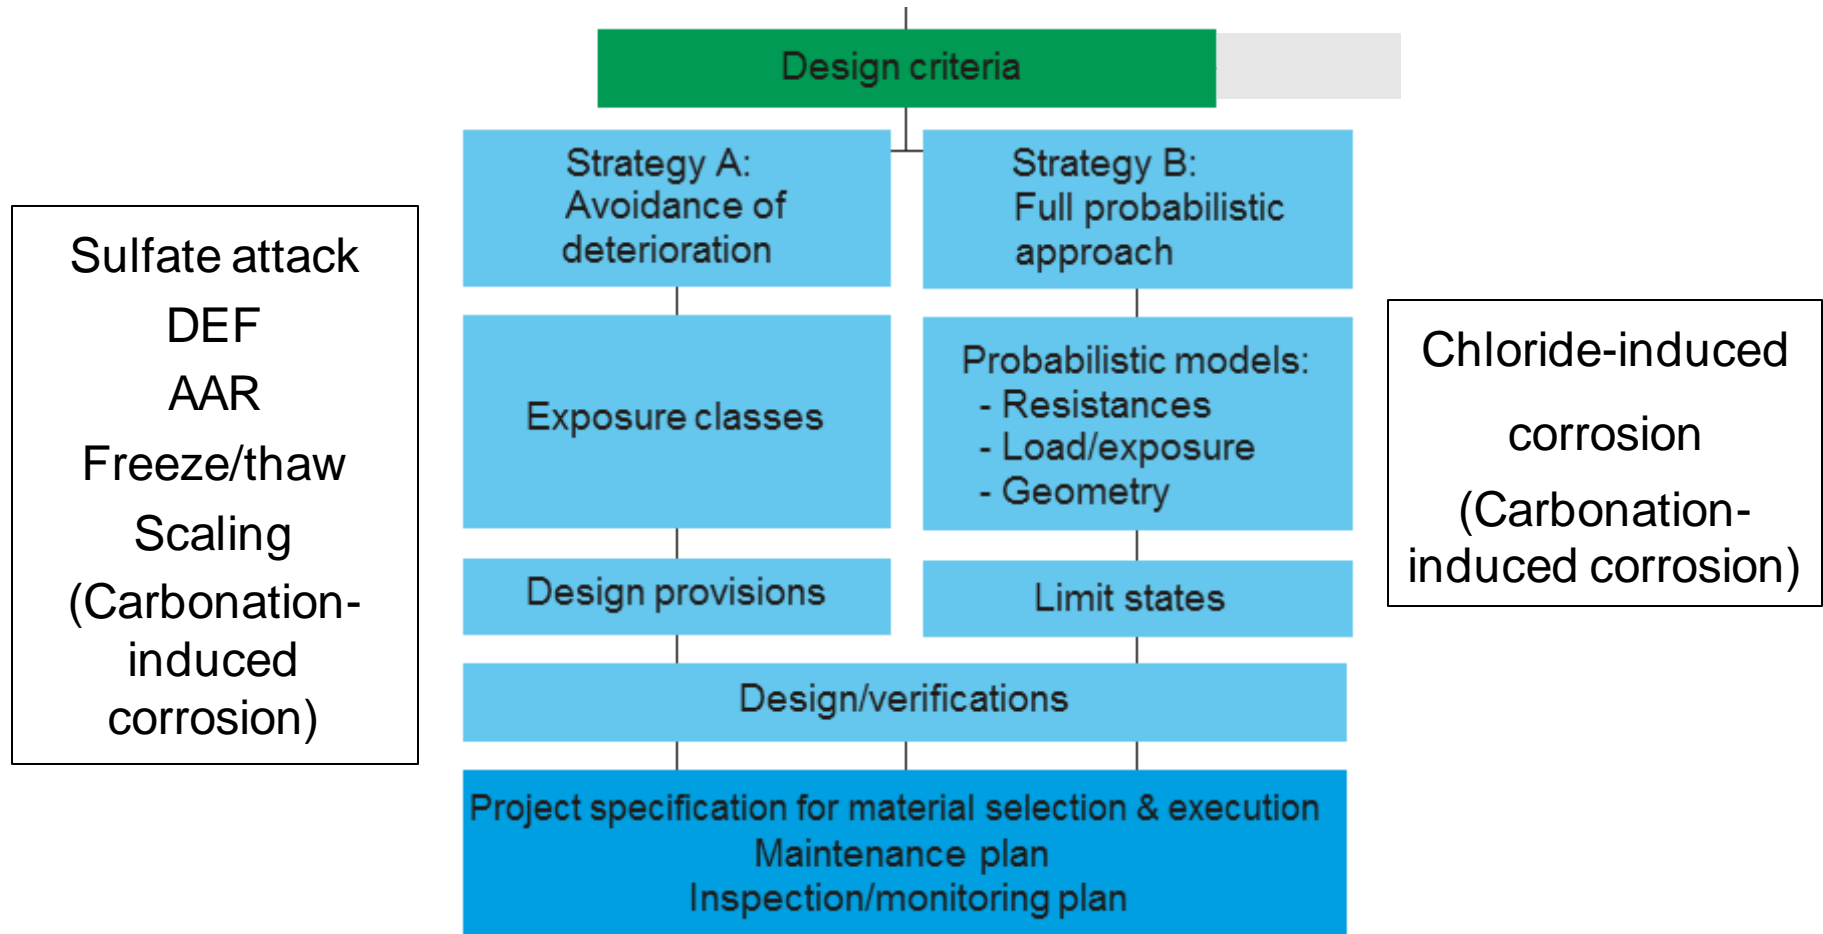 Design criteria
Strategy A:
Avoidance of
deterioration
Strategy B:
Full probabilistic
approach
Sulfate attack
DEF
AAR
Freeze/thaw
Scaling
(Carbonation-
induced
corrosion)
Exposure classes
Probabilistic models:
- Resistances
- Load/exposure
- Geometry
Chloride-induced
corrosion
(Carbonation-
induced corrosion)
Design provisions
Limit states
Design/verifications
Project specification for material selection & execution
Maintenance plan
Inspection/monitoring plan